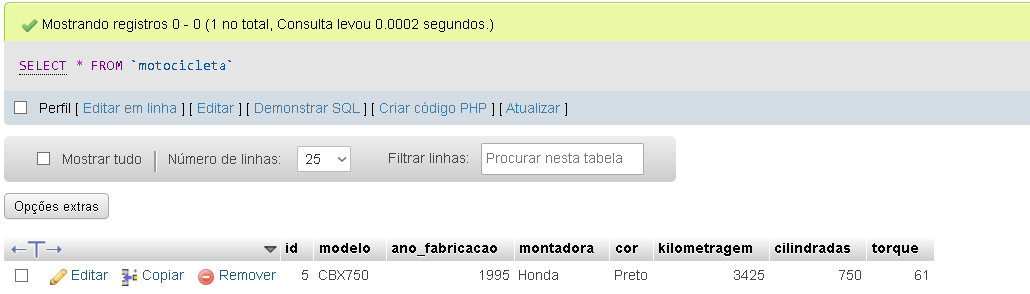 Mostrando registros 0 - 0 (1 no total, Consulta levou 0.0002 segundos.)
SELECT * FROM `motocicleta`
Perfil [ Editar em linha ] [ Editar ] [ Demonstrar SQL ] [ Criar código PHP ] [ Atualizar ]
Mostrar tudo Número de linhas: 25 Filtrar linhas: Procurar nesta tabela
Opções extras
id modelo ano_fabricacao montadora cor kilometragem cilindradas torque
Editar Copiar Remover 5 CBX750 1995 Honda Preto 3425 750 61